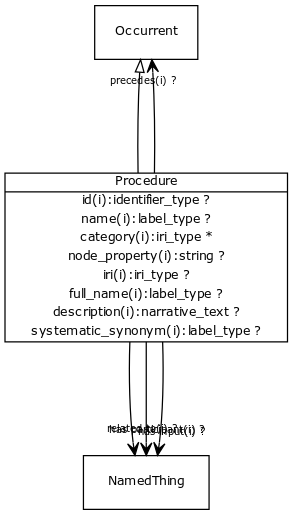 Occurrent
precedes(i) ?
Procedure
id(i):identifier_type ?
name(i):label_type ?
category(i):iri_type *
node_property(i):string ?
iri(i):iri_type ?
full_name(i):label_type ?
description(i):narrative_text ?
systematic_synonym(i):label_type ?
NamedThing